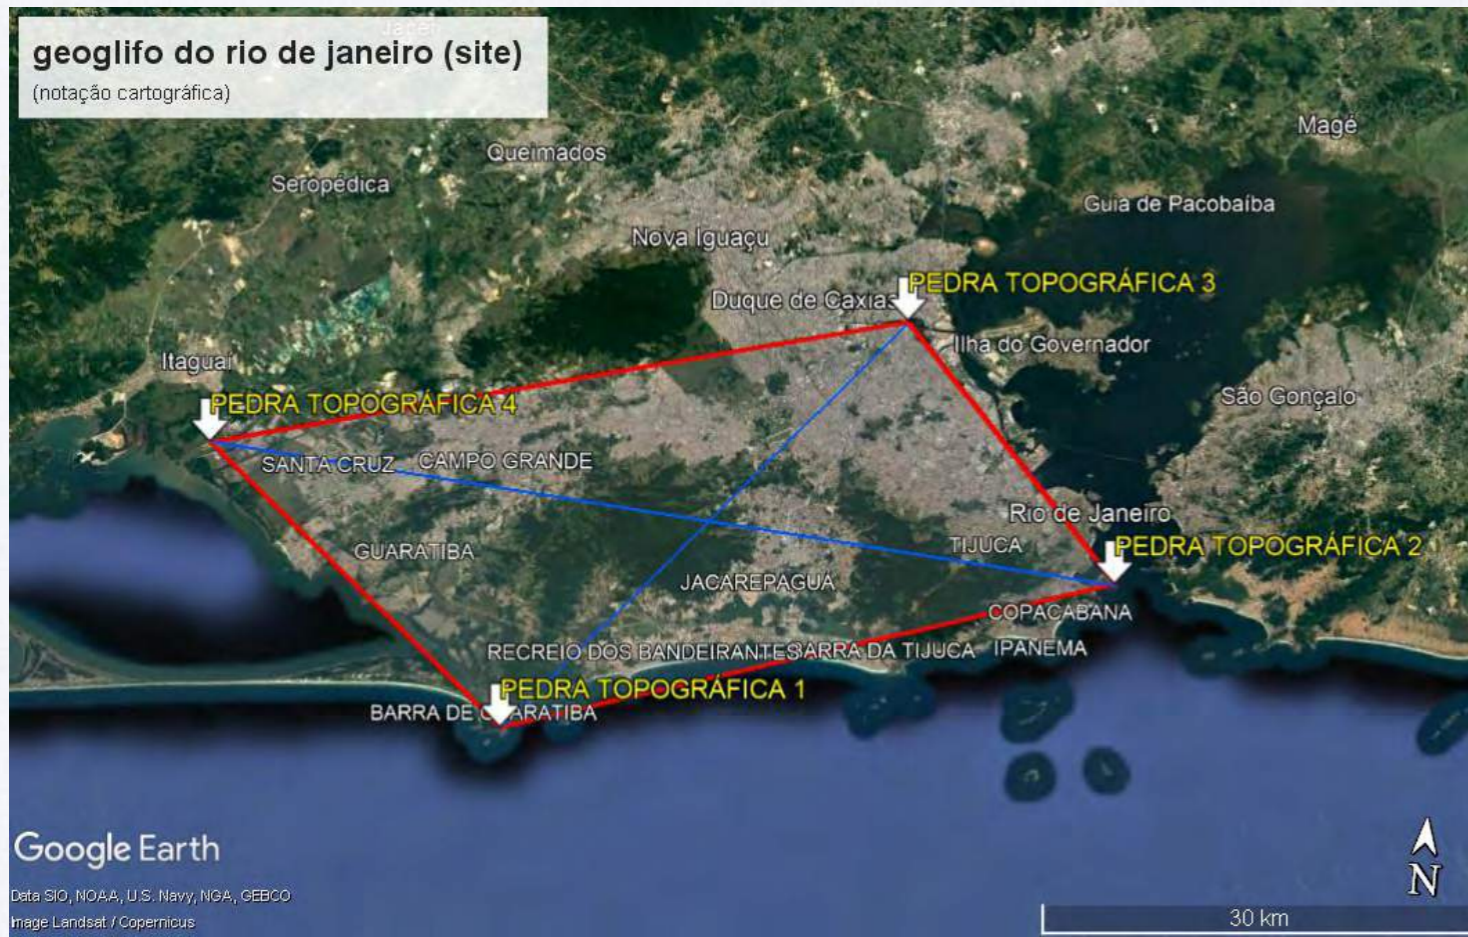 Japeri
geoglifo do rio de janeiro (site)
(notação cartográfica)
Magé
Queimados
Seropédica
Guia de Pacobaíba
Nova Iguaçu
PEDRA TOPOGRÁFICA 3
Duque de Caxias
Ilha do Governador
Itaguaí
São Gonçalo
PEDRA TOPOGRÁFICA 4
SANTA CRUZ
CAMPO GRANDE
Rio de Janeiro
TIJUCA
PEDRA TOPOGRÁFICA 2
GUARATIBA
JACAREPAGUA
COPACABANA
RECREIO DOS BANDEIRANTES
BARRA DA TIJUCA
IPANEMA
PEDRA TOPOGRÁFICA 1
BARRA DE GUARATIBA
Google Earth
Data SIO, NOAA, U.S. Navy, NGA, GEBCO
Image Landsat / Copernicus
N
30 km